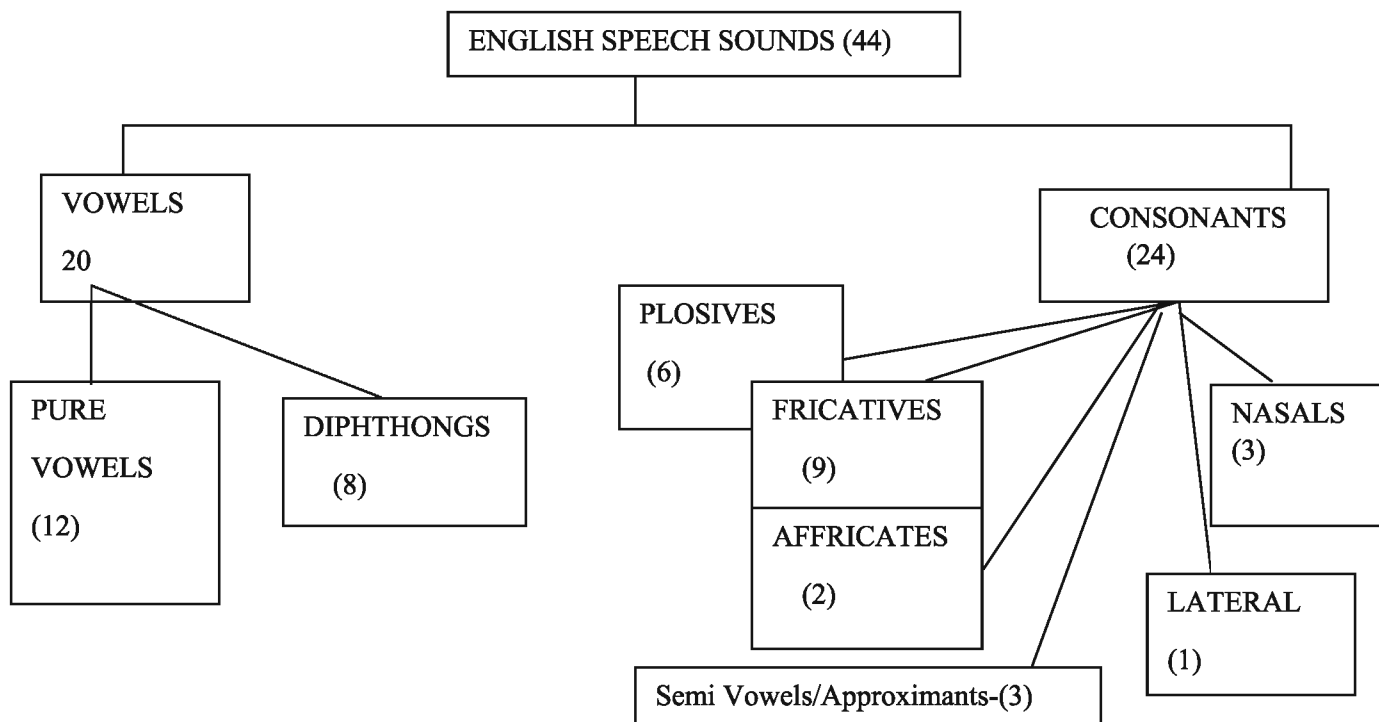 ENGLISH SPEECH SOUNDS (44)
VOWELS
20
CONSONANTS
(24)
PURE
VOWELS
(12)
DIPHTHONGS
(8)
PLOSIVES
(6)
FRICATIVES
(9)
AFFRICATES
(2)
Semi Vowels/Approximants-(3)
LATERAL
(1)
NASALS
(3)